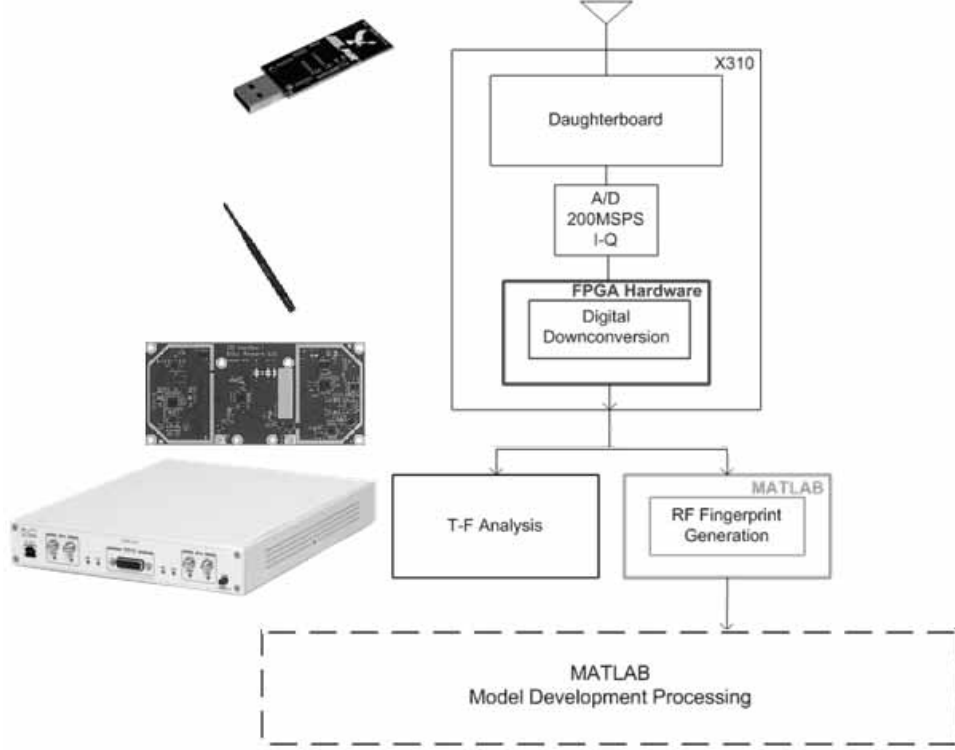 X310
Daughterboard
A/D
200MSPS
I-Q
FPGA Hardware
Digital
Downconversion
T-F Analysis
MATLAB
RF Fingerprint
Generation
MATLAB
Model Development Processing